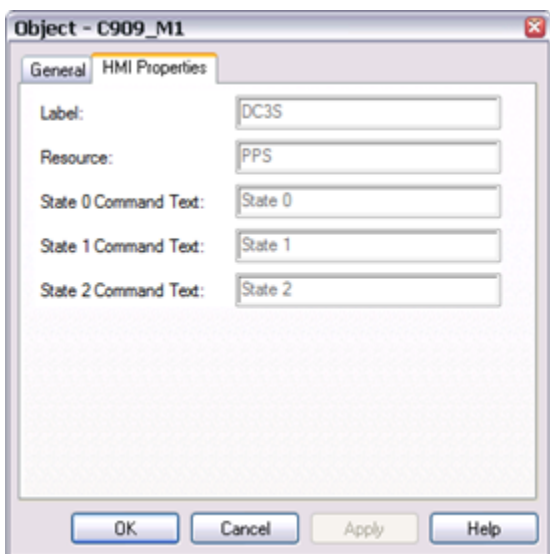 Object - C909_M1
General HMI Properties
Label: DC3S
Resource: PPS
State 0 Command Text: State 0
State 1 Command Text: State 1
State 2 Command Text: State 2
OK Cancel Apply Help